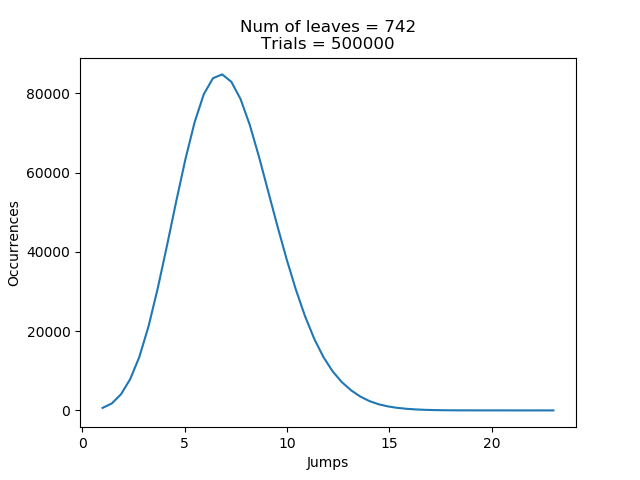 Num of leaves = 742
Trials = 500000
80000
60000
40000
20000
0
Occurrences
0 5 10 15 20
Jumps